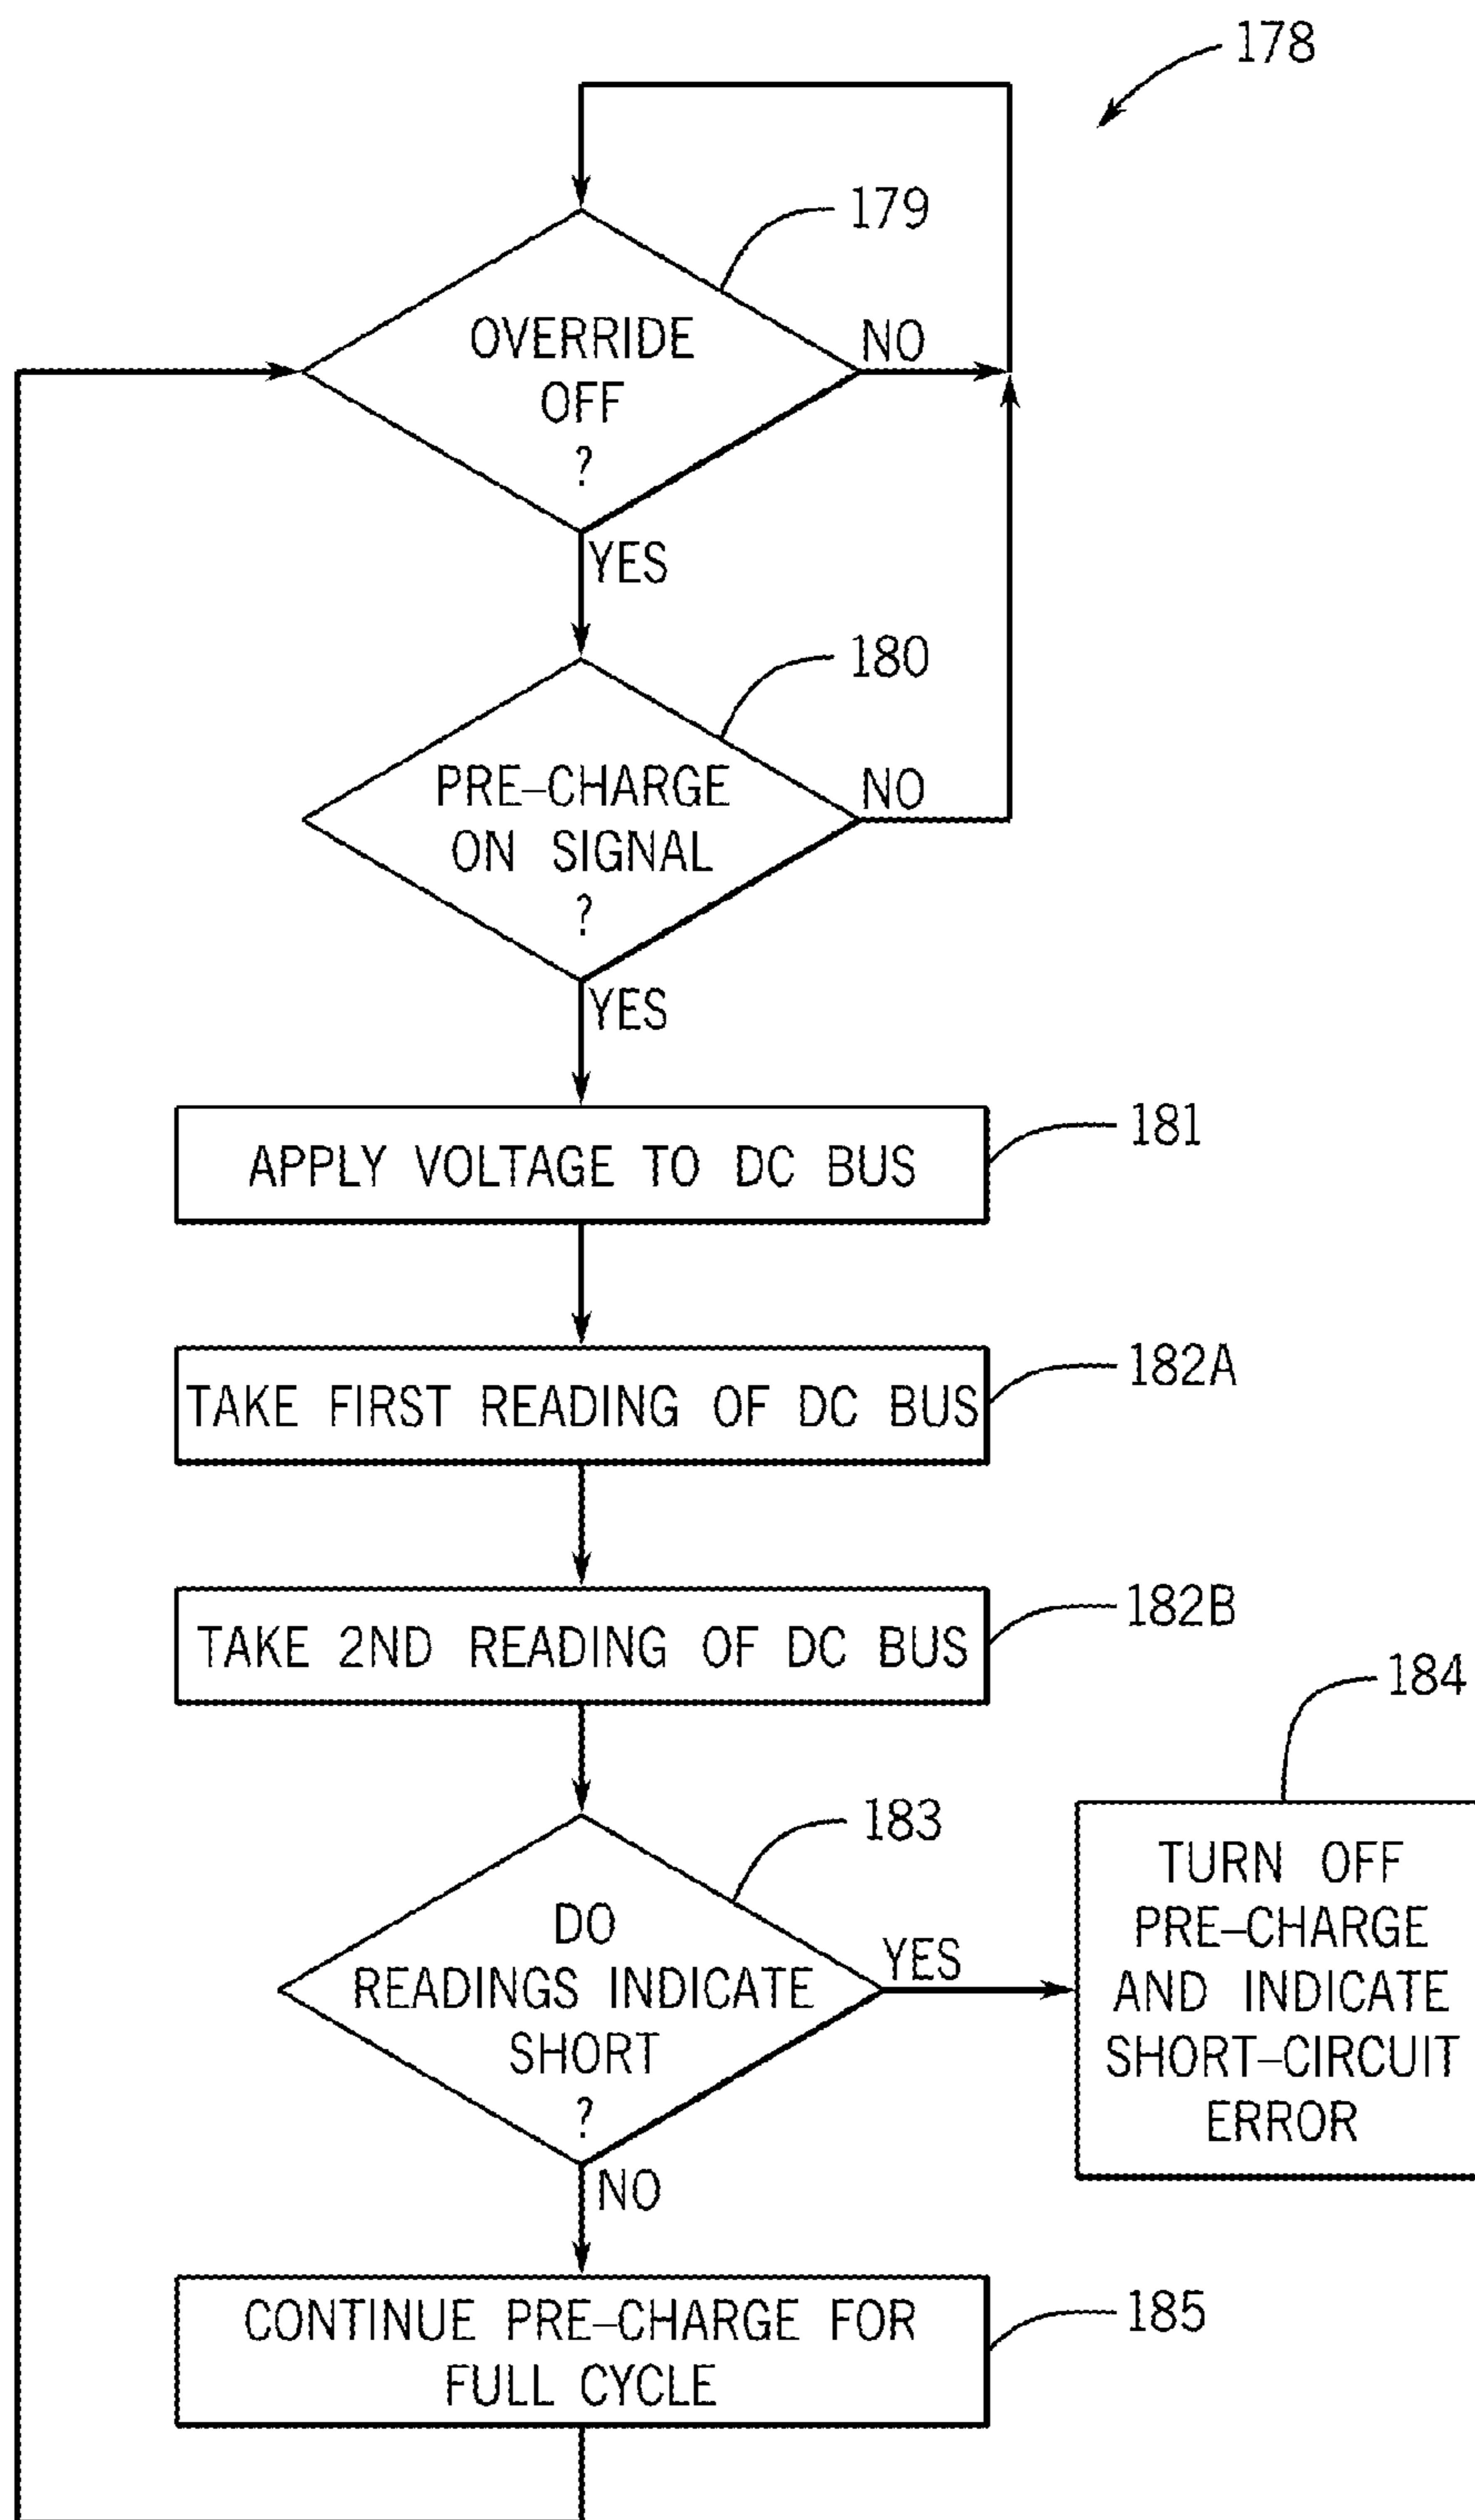 178
179
OVERRIDE
OFF
?
NO
YES
180
PRE-CHARGE
ON SIGNAL
?
NO
YES
181
APPLY VOLTAGE TO DC BUS
182A
TAKE FIRST READING OF DC BUS
182B
TAKE 2ND READING OF DC BUS
183
DO
READINGS INDICATE
SHORT
?
YES
184
TURN OFF
PRE-CHARGE
AND INDICATE
SHORT-CIRCUIT
ERROR
NO
185
CONTINUE PRE-CHARGE FOR
FULL CYCLE